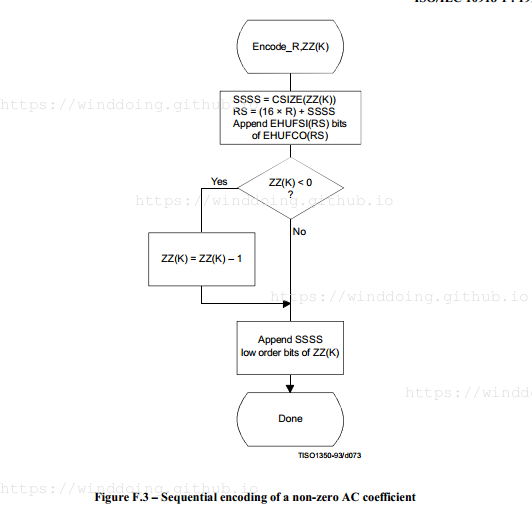 ISO/IEC 10918-1 : 19
Encode_R,ZZ(K)
https://winddoing.github.io
SSSS = CSIZE(ZZ(K))
RS = (16 × R) + SSSS
Append EHUFSI(RS) bits
of EHUFCO(RS)
Yes
ZZ(K) < 0
?
https://winddoing.github.io
No
ZZ(K) = ZZ(K) – 1
https://winddoing.github.io
Append SSSS
low order bits of ZZ(K)
https://windd
Done
TISO1350-93/d073
https://winddoing.github.io
Figure F.3 – Sequential encoding of a non-zero AC coefficient